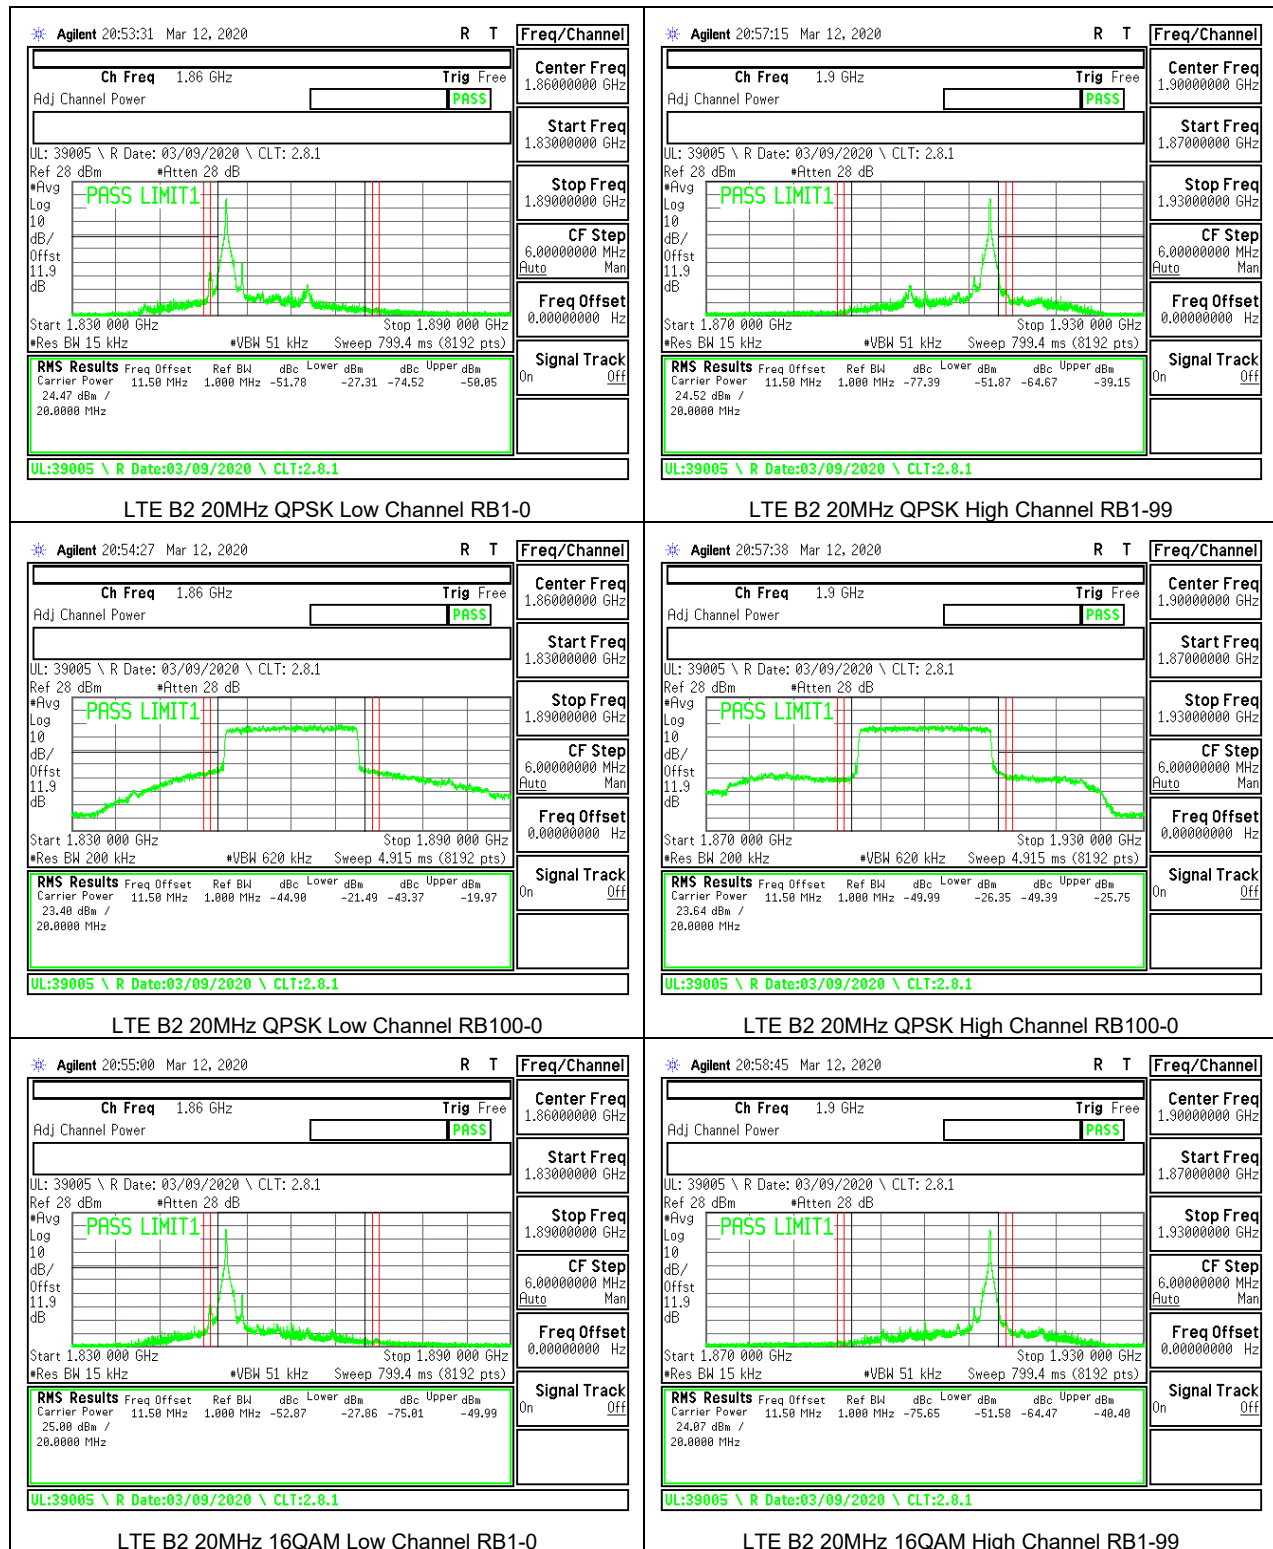 Agilent 20:53:31 Mar 12, 2020 R T Freq/Channel
Ch Freq 1.86 GHz Trig Free
Adj Channel Power PASS
Center Freq
1.86000000 GHz
Start Freq
1.83000000 GHz
UL: 39005 \ R Date: 03/09/2020 \ CLT: 2.8.1
Ref 28 dBm #Atten 28 dB
#Avg
Log
10
dB/
Offst
11.9
dB
PASS LIMIT1
Stop Freq
1.89000000 GHz
CF Step
6.00000000 MHz
Auto Man
Freq Offset
0.00000000 Hz
Start 1.830 000 GHz Stop 1.890 000 GHz
#Res BW 15 kHz #VBW 51 kHz Sweep 799.4 ms (8192 pts)
Signal Track
On Off
RMS Results Freq Offset Ref BW dBc Lower dBm dBc Upper dBm
Carrier Power 11.50 MHz 1.000 MHz -51.78 -27.31 -74.52 -50.05
24.47 dBm /
20.0000 MHz
UL:39005 \ R Date:03/09/2020 \ CLT:2.8.1
LTE B2 20MHz QPSK Low Channel RB1-0
Agilent 20:57:15 Mar 12, 2020 R T Freq/Channel
Ch Freq 1.9 GHz Trig Free
Adj Channel Power PASS
Center Freq
1.90000000 GHz
Start Freq
1.87000000 GHz
UL: 39005 \ R Date: 03/09/2020 \ CLT: 2.8.1
Ref 28 dBm #Atten 28 dB
#Avg
Log
10
dB/
Offst
11.9
dB
PASS LIMIT1
Stop Freq
1.93000000 GHz
CF Step
6.00000000 MHz
Auto Man
Freq Offset
0.00000000 Hz
Start 1.870 000 GHz Stop 1.930 000 GHz
#Res BW 15 kHz #VBW 51 kHz Sweep 799.4 ms (8192 pts)
Signal Track
On Off
RMS Results Freq Offset Ref BW dBc Lower dBm dBc Upper dBm
Carrier Power 11.50 MHz 1.000 MHz -77.39 -51.87 -64.67 -39.15
24.52 dBm /
20.0000 MHz
UL:39005 \ R Date:03/09/2020 \ CLT:2.8.1
LTE B2 20MHz QPSK High Channel RB1-99
Agilent 20:54:27 Mar 12, 2020 R T Freq/Channel
Ch Freq 1.86 GHz Trig Free
Adj Channel Power PASS
Center Freq
1.86000000 GHz
Start Freq
1.83000000 GHz
UL: 39005 \ R Date: 03/09/2020 \ CLT: 2.8.1
Ref 28 dBm #Atten 28 dB
#Avg
Log
10
dB/
Offst
11.9
dB
PASS LIMIT1
Stop Freq
1.89000000 GHz
CF Step
6.00000000 MHz
Auto Man
Freq Offset
0.00000000 Hz
Start 1.830 000 GHz Stop 1.890 000 GHz
#Res BW 200 kHz #VBW 620 kHz Sweep 4.915 ms (8192 pts)
Signal Track
On Off
RMS Results Freq Offset Ref BW dBc Lower dBm dBc Upper dBm
Carrier Power 11.50 MHz 1.000 MHz -44.90 -21.49 -43.37 -19.97
23.40 dBm /
20.0000 MHz
UL:39005 \ R Date:03/09/2020 \ CLT:2.8.1
LTE B2 20MHz QPSK Low Channel RB100-0
Agilent 20:57:38 Mar 12, 2020 R T Freq/Channel
Ch Freq 1.9 GHz Trig Free
Adj Channel Power PASS
Center Freq
1.90000000 GHz
Start Freq
1.87000000 GHz
UL: 39005 \ R Date: 03/09/2020 \ CLT: 2.8.1
Ref 28 dBm #Atten 28 dB
#Avg
Log
10
dB/
Offst
11.9
dB
PASS LIMIT1
Stop Freq
1.93000000 GHz
CF Step
6.00000000 MHz
Auto Man
Freq Offset
0.00000000 Hz
Start 1.870 000 GHz Stop 1.930 000 GHz
#Res BW 200 kHz #VBW 620 kHz Sweep 4.915 ms (8192 pts)
Signal Track
On Off
RMS Results Freq Offset Ref BW dBc Lower dBm dBc Upper dBm
Carrier Power 11.50 MHz 1.000 MHz -49.99 -26.35 -49.39 -25.75
23.64 dBm /
20.0000 MHz
UL:39005 \ R Date:03/09/2020 \ CLT:2.8.1
LTE B2 20MHz QPSK High Channel RB100-0
Agilent 20:55:00 Mar 12, 2020 R T Freq/Channel
Ch Freq 1.86 GHz Trig Free
Adj Channel Power PASS
Center Freq
1.86000000 GHz
Start Freq
1.83000000 GHz
UL: 39005 \ R Date: 03/09/2020 \ CLT: 2.8.1
Ref 28 dBm #Atten 28 dB
#Avg
Log
10
dB/
Offst
11.9
dB
PASS LIMIT1
Stop Freq
1.89000000 GHz
CF Step
6.00000000 MHz
Auto Man
Freq Offset
0.00000000 Hz
Start 1.830 000 GHz Stop 1.890 000 GHz
#Res BW 15 kHz #VBW 51 kHz Sweep 799.4 ms (8192 pts)
Signal Track
On Off
RMS Results Freq Offset Ref BW dBc Lower dBm dBc Upper dBm
Carrier Power 11.50 MHz 1.000 MHz -52.87 -27.86 -75.01 -49.99
25.00 dBm /
20.0000 MHz
UL:39005 \ R Date:03/09/2020 \ CLT:2.8.1
LTE B2 20MHz 16QAM Low Channel RB1-0
Agilent 20:58:45 Mar 12, 2020 R T Freq/Channel
Ch Freq 1.9 GHz Trig Free
Adj Channel Power PASS
Center Freq
1.90000000 GHz
Start Freq
1.87000000 GHz
UL: 39005 \ R Date: 03/09/2020 \ CLT: 2.8.1
Ref 28 dBm #Atten 28 dB
#Avg
Log
10
dB/
Offst
11.9
dB
PASS LIMIT1
Stop Freq
1.93000000 GHz
CF Step
6.00000000 MHz
Auto Man
Freq Offset
0.00000000 Hz
Start 1.870 000 GHz Stop 1.930 000 GHz
#Res BW 15 kHz #VBW 51 kHz Sweep 799.4 ms (8192 pts)
Signal Track
On Off
RMS Results Freq Offset Ref BW dBc Lower dBm dBc Upper dBm
Carrier Power 11.50 MHz 1.000 MHz -75.65 -51.58 -64.47 -40.40
24.07 dBm /
20.0000 MHz
UL:39005 \ R Date:03/09/2020 \ CLT:2.8.1
LTE B2 20MHz 16QAM High Channel RB1-99